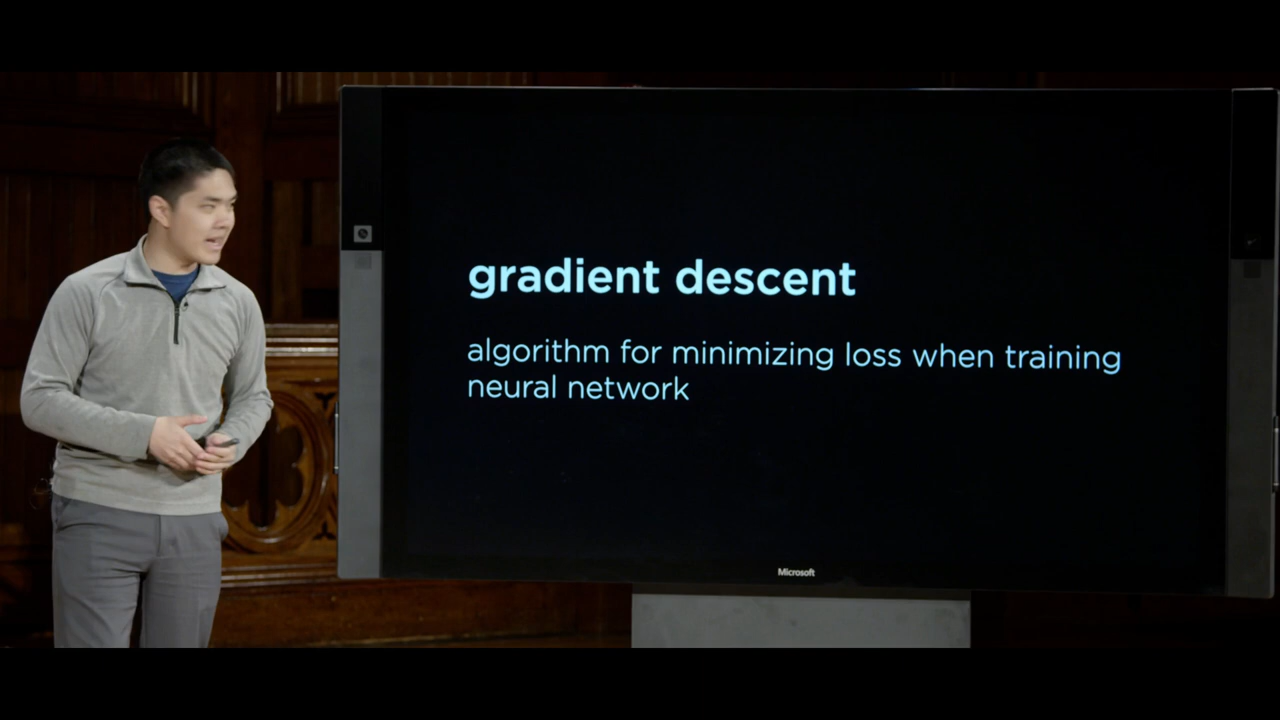 gradient descent
algorithm for minimizing loss when training
neural network
Microsoft